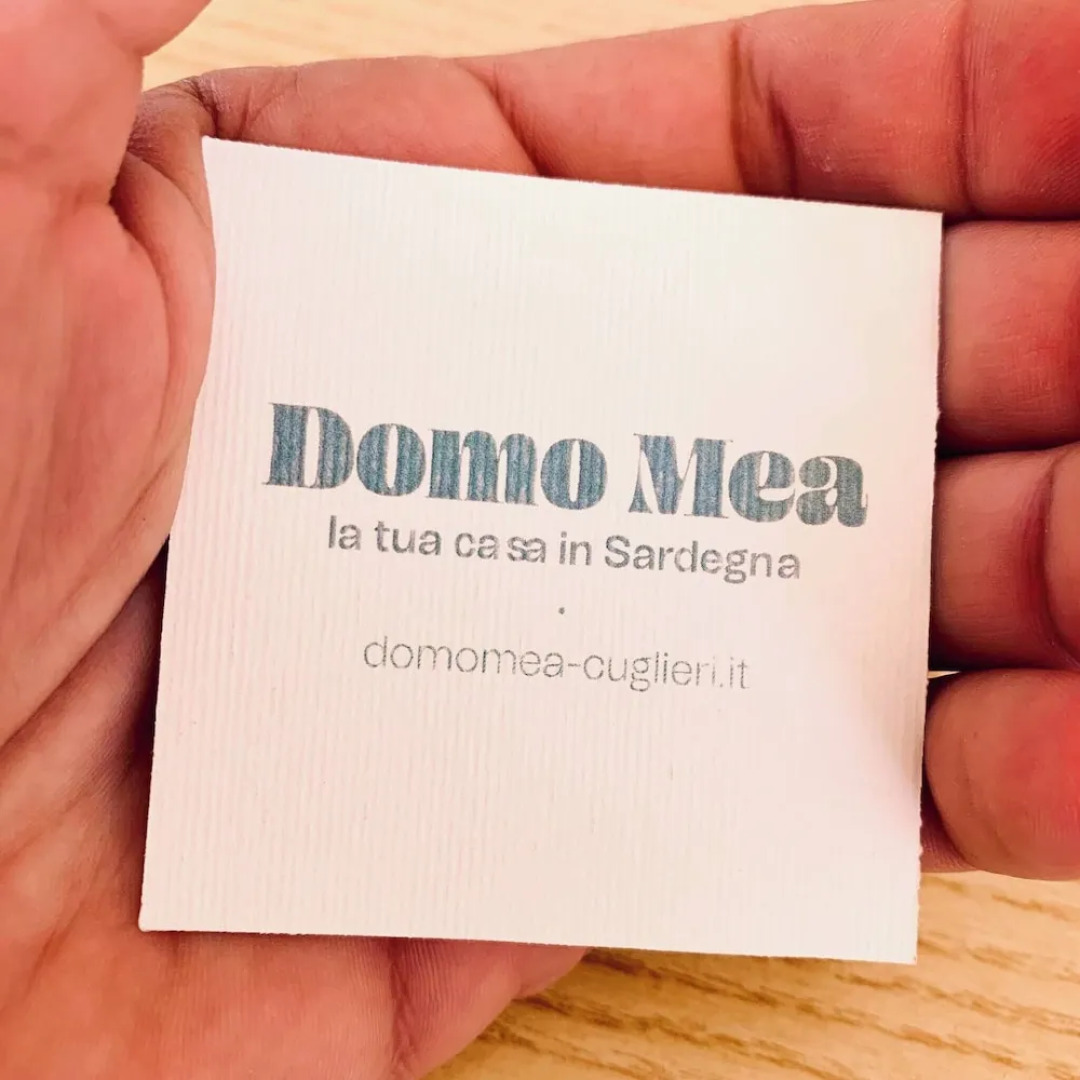 Domo Mea
la tua casa in Sardegna
·
domomea-cuglieri.it